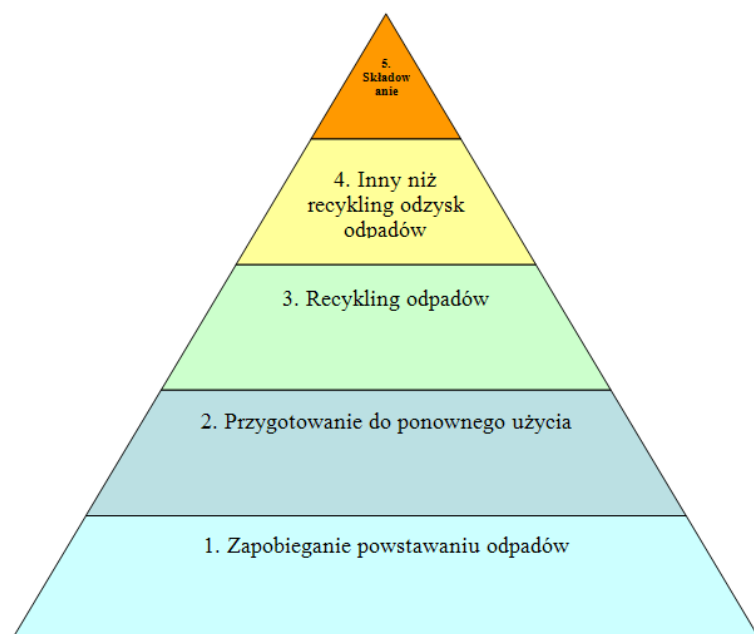 5.
Składow
anie
4. Inny niż
recykling odzysk
odpadów
3. Recykling odpadów
2. Przygotowanie do ponownego użycia
1. Zapobieganie powstawaniu odpadów